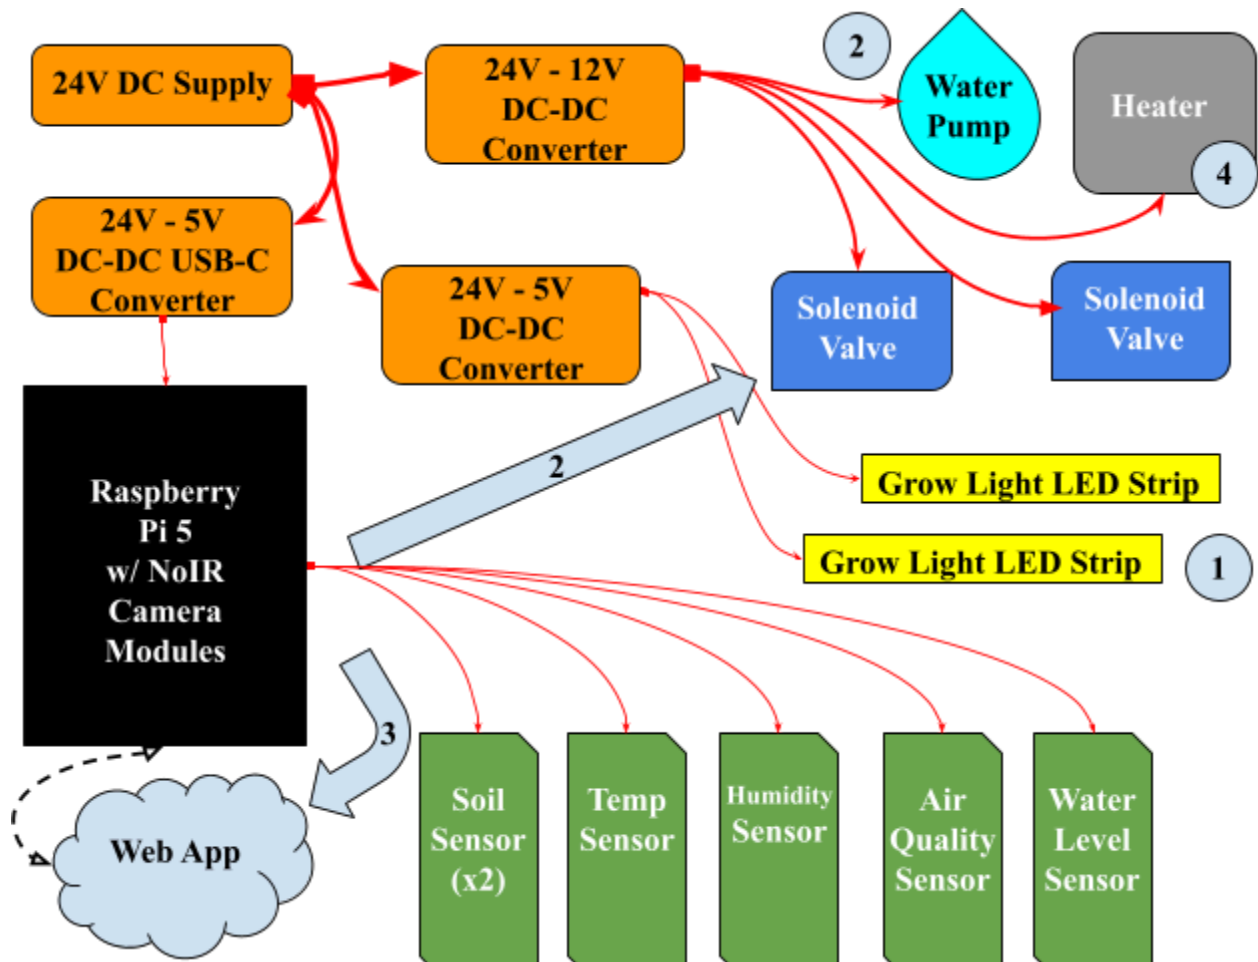 24V DC Supply
24V - 12V
DC-DC
Converter
2
Water
Pump
Heater
4
24V - 5V
DC-DC USB-C
Converter
24V - 5V
DC-DC
Converter
Solenoid
Valve
Solenoid
Valve
2
Grow Light LED Strip
Grow Light LED Strip
1
Raspberry
Pi 5
w/ NoIR
Camera
Modules
3
Web App
Soil
Sensor
(x2)
Temp
Sensor
Humidity
Sensor
Air
Quality
Sensor
Water
Level
Sensor